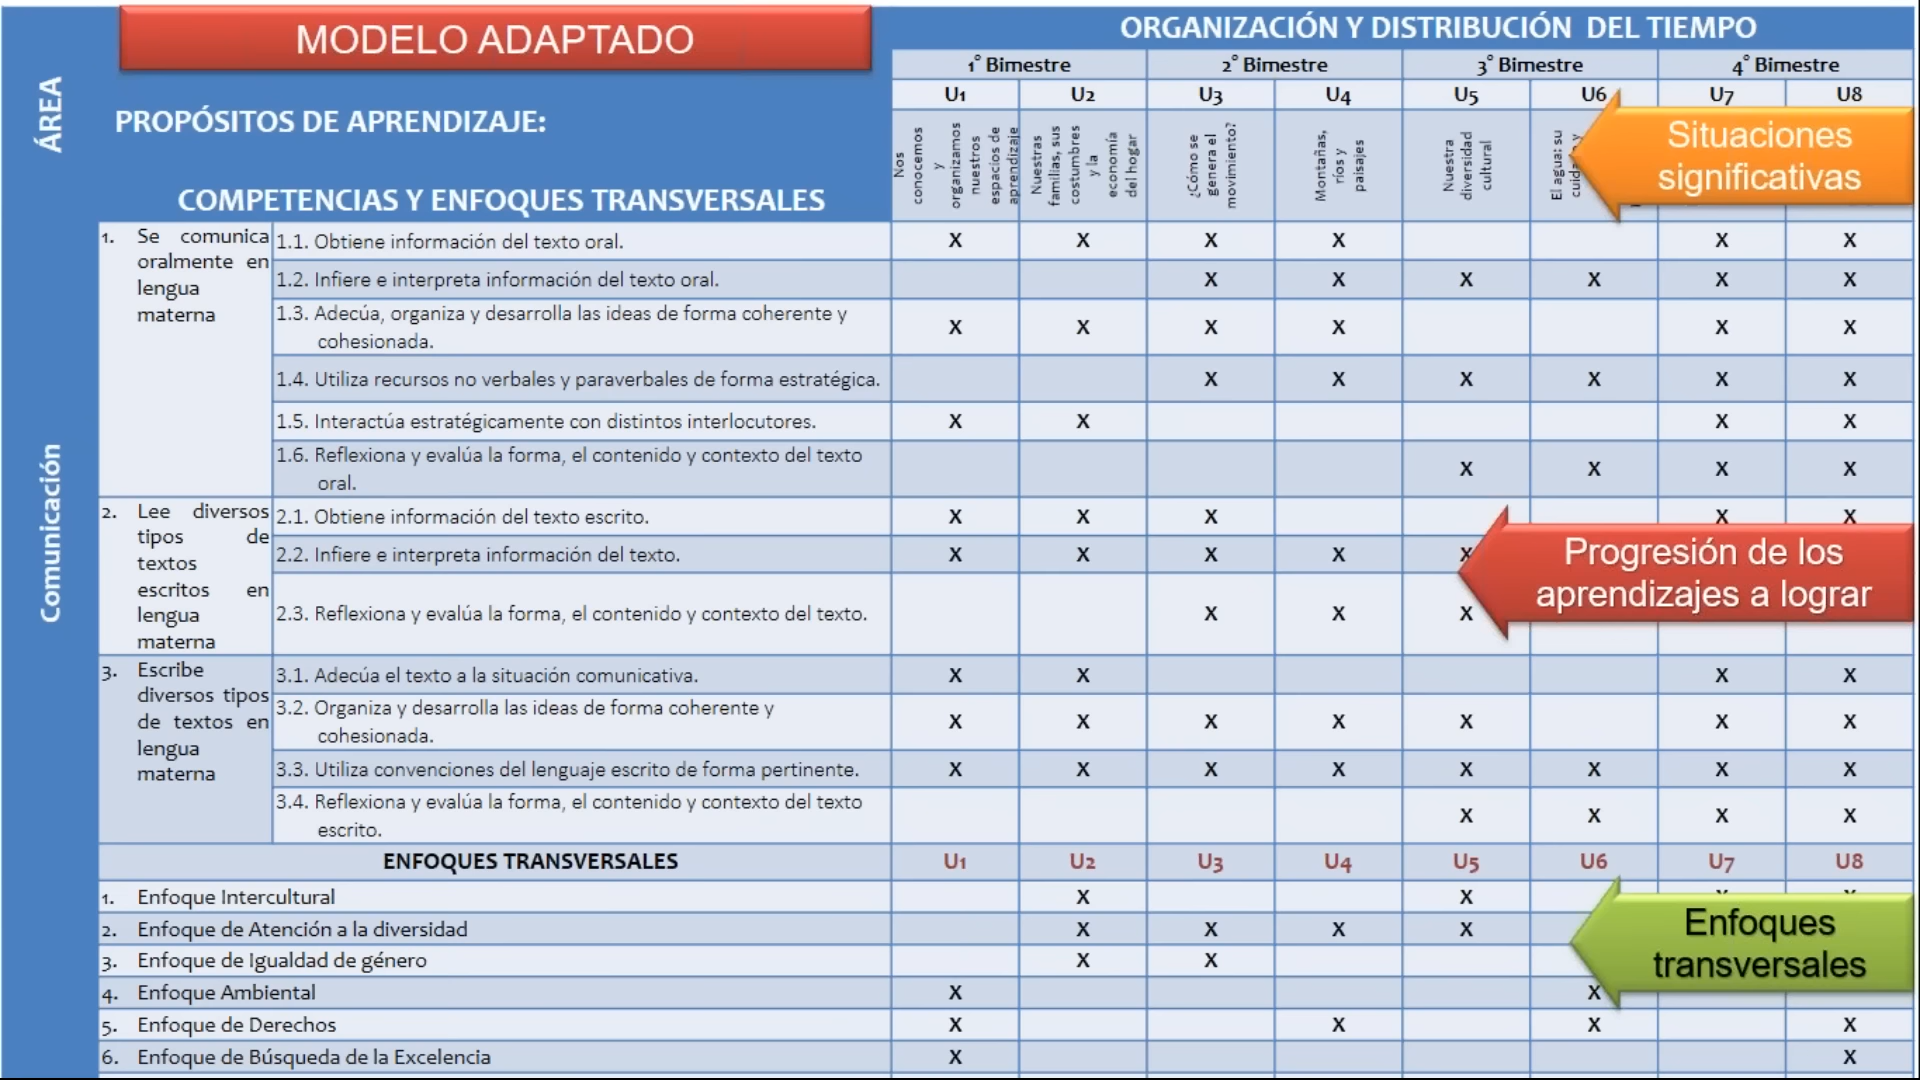 MODELO ADAPTADO
ORGANIZACIÓN Y DISTRIBUCIÓN DEL TIEMPO
ÁREA
PROPÓSITOS DE APRENDIZAJE:
COMPETENCIAS Y ENFOQUES TRANSVERSALES
1° Bimestre 2° Bimestre 3° Bimestre 4° Bimestre
U1 U2 U3 U4 U5 U6 U7 U8
Nos conocemos y organizamos nuestros espacios de aprendizaje
Nuestras familias, sus costumbres y la economía del hogar
¿Cómo se genera el movimiento?
Montañas, ríos y paisajes
Nuestra diversidad cultural
El agua: su
Situaciones
significativas
Comunicación
1. Se comunica
oralmente en
lengua
materna
1.1. Obtiene información del texto oral. X X X X X X
1.2. Infiere e interpreta información del texto oral. X X X X X X
1.3. Adecúa, organiza y desarrolla las ideas de forma coherente y
cohesionada. X X X X X X
1.4. Utiliza recursos no verbales y paraverbales de forma estratégica. X X X X X X
1.5. Interactúa estratégicamente con distintos interlocutores. X X X X
1.6. Reflexiona y evalúa la forma, el contenido y contexto del texto
oral. X X X X
2. Lee diversos
tipos de
textos
escritos en
lengua
materna
2.1. Obtiene información del texto escrito. X X X X X
2.2. Infiere e interpreta información del texto. X X X X X
2.3. Reflexiona y evalúa la forma, el contenido y contexto del texto. X X X
Progresión de los
aprendizajes a lograr
3. Escribe
diversos tipos
de textos en
lengua
materna
3.1. Adecúa el texto a la situación comunicativa. X X X X
3.2. Organiza y desarrolla las ideas de forma coherente y
cohesionada. X X X X X X X
3.3. Utiliza convenciones del lenguaje escrito de forma pertinente. X X X X X X X X
3.4. Reflexiona y evalúa la forma, el contenido y contexto del texto
escrito. X X X X
ENFOQUES TRANSVERSALES U1 U2 U3 U4 U5 U6 U7 U8
1. Enfoque Intercultural X X
2. Enfoque de Atención a la diversidad X X X X
3. Enfoque de Igualdad de género X X
4. Enfoque Ambiental X X
5. Enfoque de Derechos X X X X
6. Enfoque de Búsqueda de la Excelencia X X
Enfoques
transversales